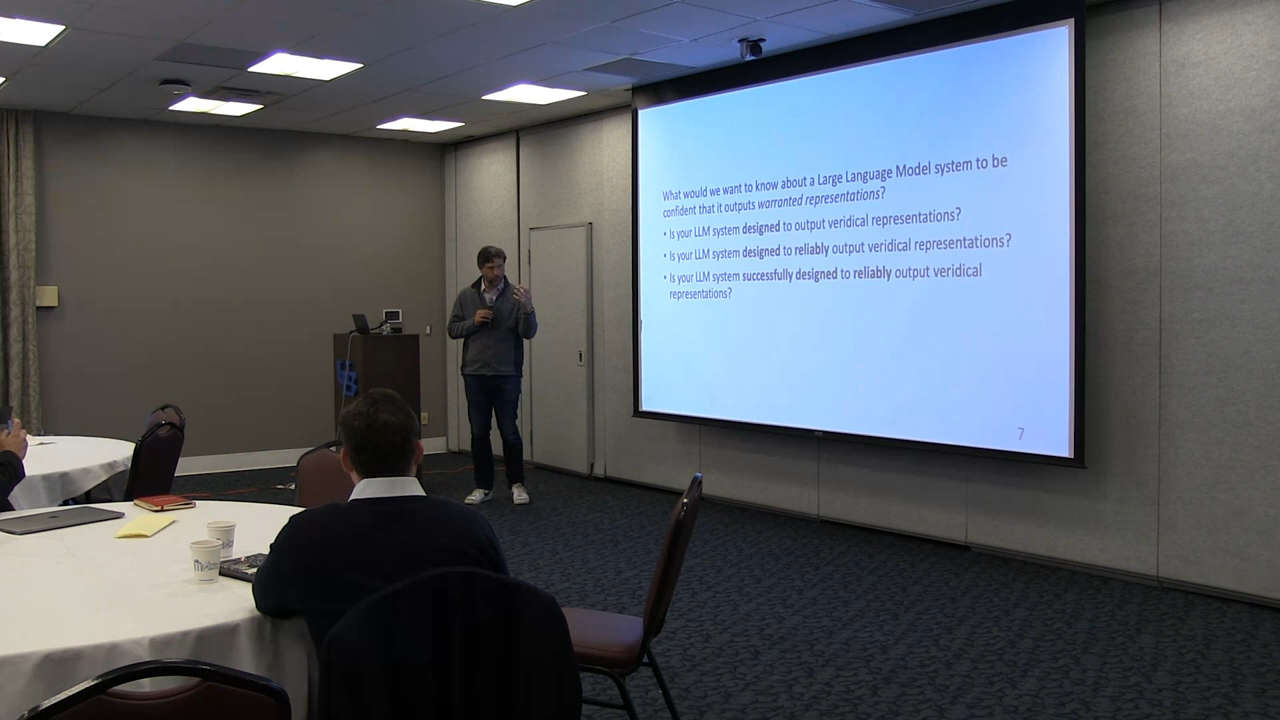 What would we want to know about a Large Language Model system to be
confident that it outputs warranted representations?
• Is your LLM system designed to output veridical representations?
• Is your LLM system designed to reliably output veridical representations?
• Is your LLM system successfully designed to reliably output veridical
representations?
7